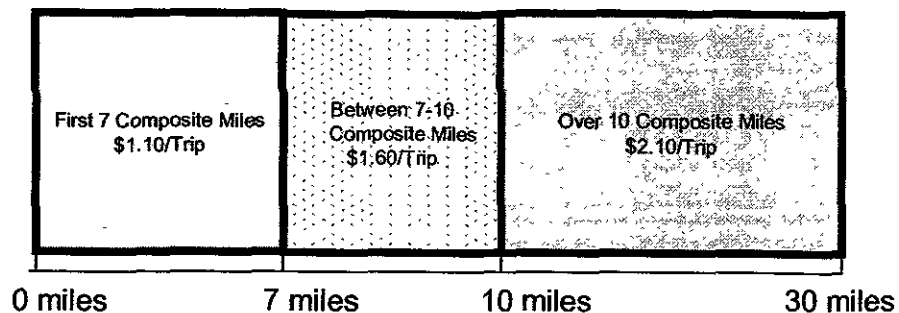 First 7 Composite Miles
$1.10/Trip
Between 7-10
Composite Miles
$1.60/Trip
Over 10 Composite Miles
$2.10/Trip
0 miles
7 miles
10 miles
30 miles